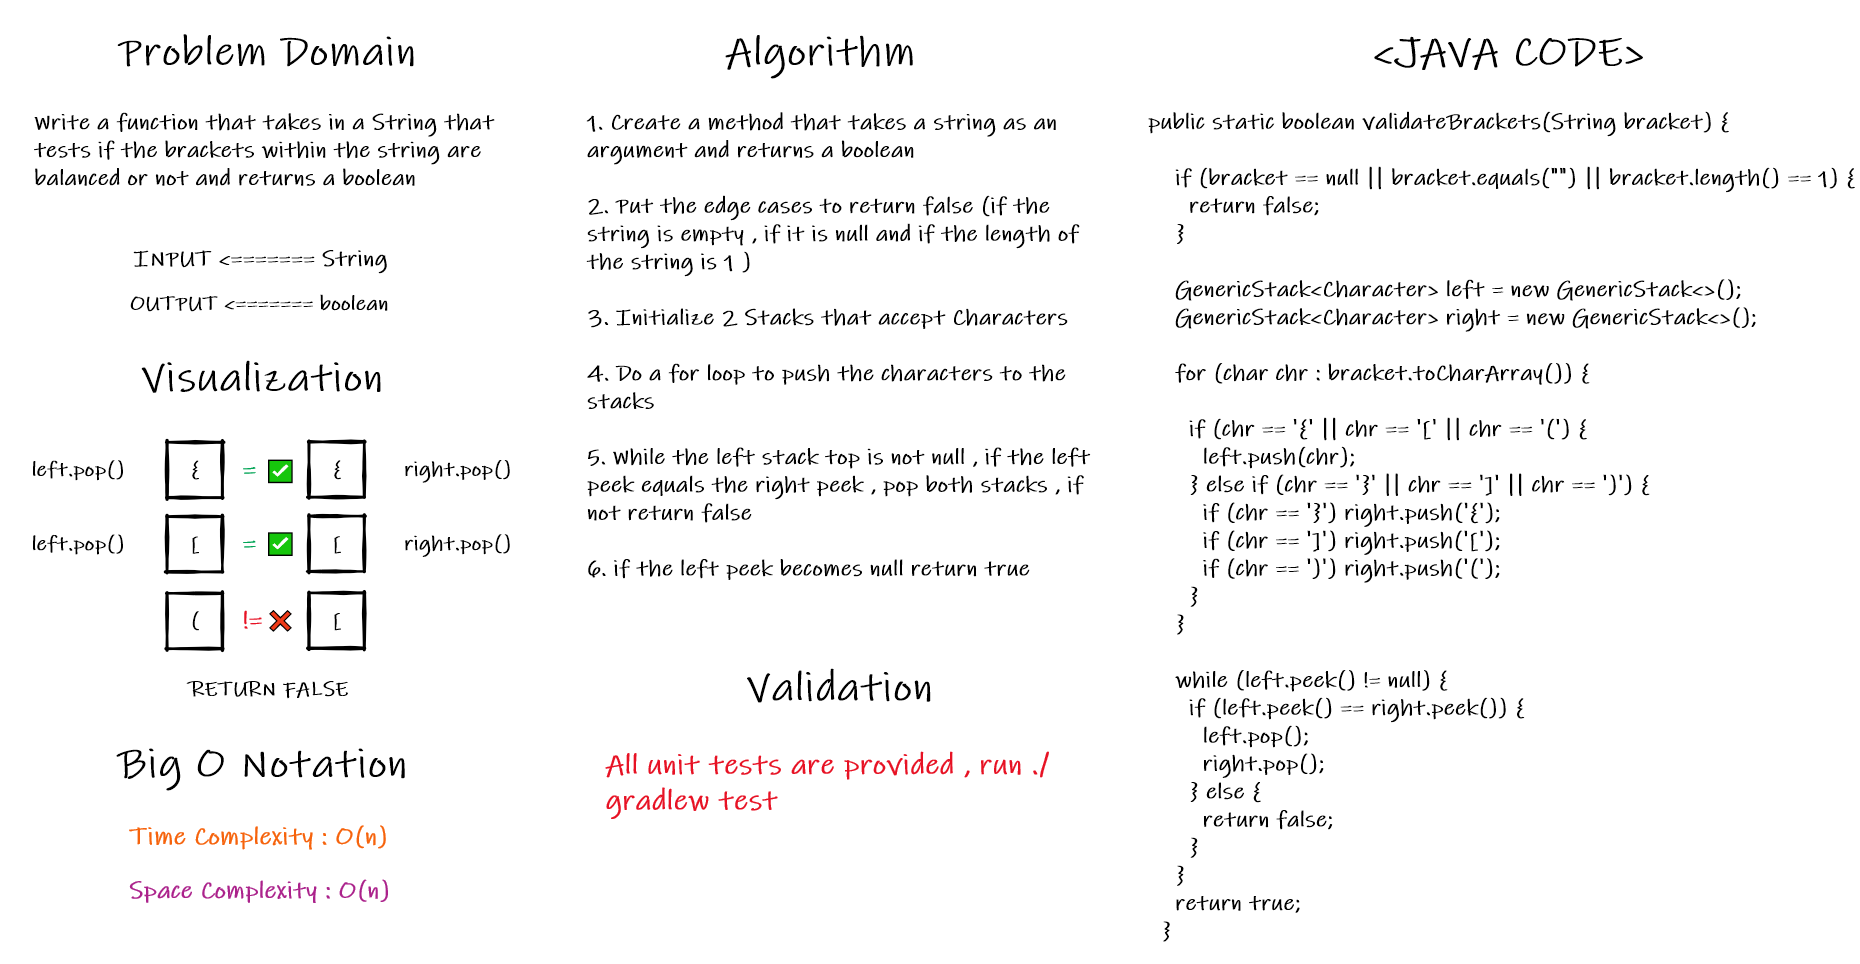 Problem Domain
Write a function that takes in a String that
tests if the brackets within the string are
balanced or not and returns a boolean
INPUT <======= String
OUTPUT <======= boolean
Visualization
left.pop() { = ✅ { right.pop()
left.pop() [ = ✅ [ right.pop()
( != ❌ [
RETURN FALSE
Big O Notation
Time Complexity : O(n)
Space Complexity : O(n)
Algorithm
1. Create a method that takes a string as an
argument and returns a boolean
2. Put the edge cases to return false (if the
string is empty , if it is null and if the length of
the string is 1 )
3. Initialize 2 Stacks that accept Characters
4. Do a for loop to push the characters to the
stacks
5. While the left stack top is not null , if the left
peek equals the right peek , pop both stacks , if
not return false
6. if the left peek becomes null return true
Validation
All unit tests are provided , run ./
gradlew test
<JAVA CODE>
public static boolean validateBrackets(String bracket) {
if (bracket == null || bracket.equals("") || bracket.length() == 1) {
return false;
}
GenericStack<Character> left = new GenericStack<>();
GenericStack<Character> right = new GenericStack<>();
for (char chr : bracket.toCharArray()) {
if (chr == '{' || chr == '[' || chr == '(') {
left.push(chr);
} else if (chr == '}' || chr == ']' || chr == ')') {
if (chr == '}') right.push('{');
if (chr == ']') right.push('[');
if (chr == ')') right.push('(');
}
}
while (left.peek() != null) {
if (left.peek() == right.peek()) {
left.pop();
right.pop();
} else {
return false;
}
}
return true;
}